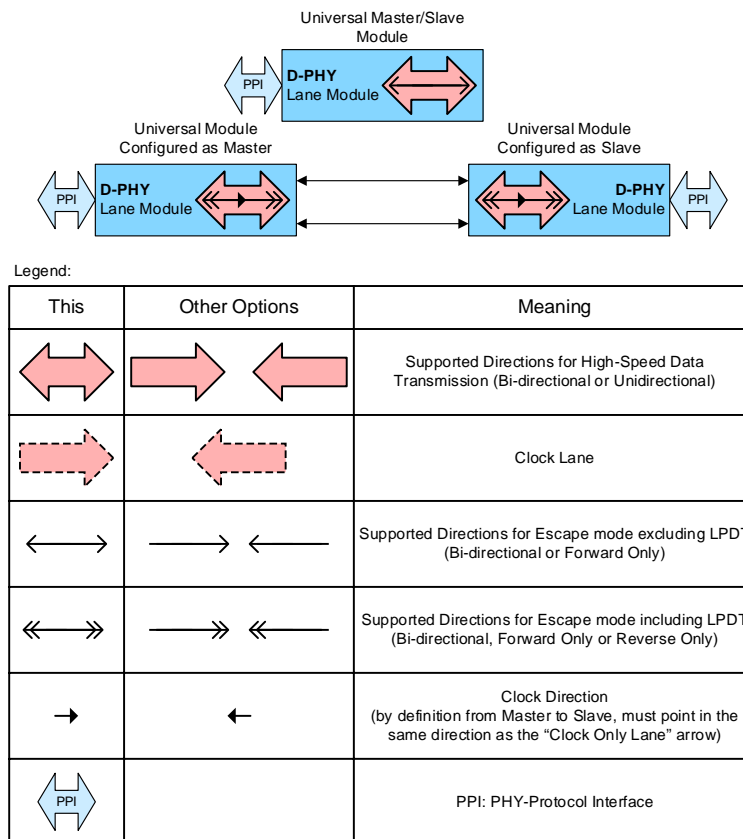 Universal Master/Slave
Module
PPI
D-PHY
Lane Module
Universal Module
Configured as Master
Universal Module
Configured as Slave
PPI
D-PHY
Lane Module
D-PHY
Lane Module
PPI
Legend:
This
Other Options
Meaning
Supported Directions for High-Speed Data
Transmission (Bi-directional or Unidirectional)
Clock Lane
Supported Directions for Escape mode excluding LPDT
(Bi-directional or Forward Only)
Supported Directions for Escape mode including LPDT
(Bi-directional, Forward Only or Reverse Only)
Clock Direction
(by definition from Master to Slave, must point in the
same direction as the “Clock Only Lane” arrow)
PPI
PPI: PHY-Protocol Interface